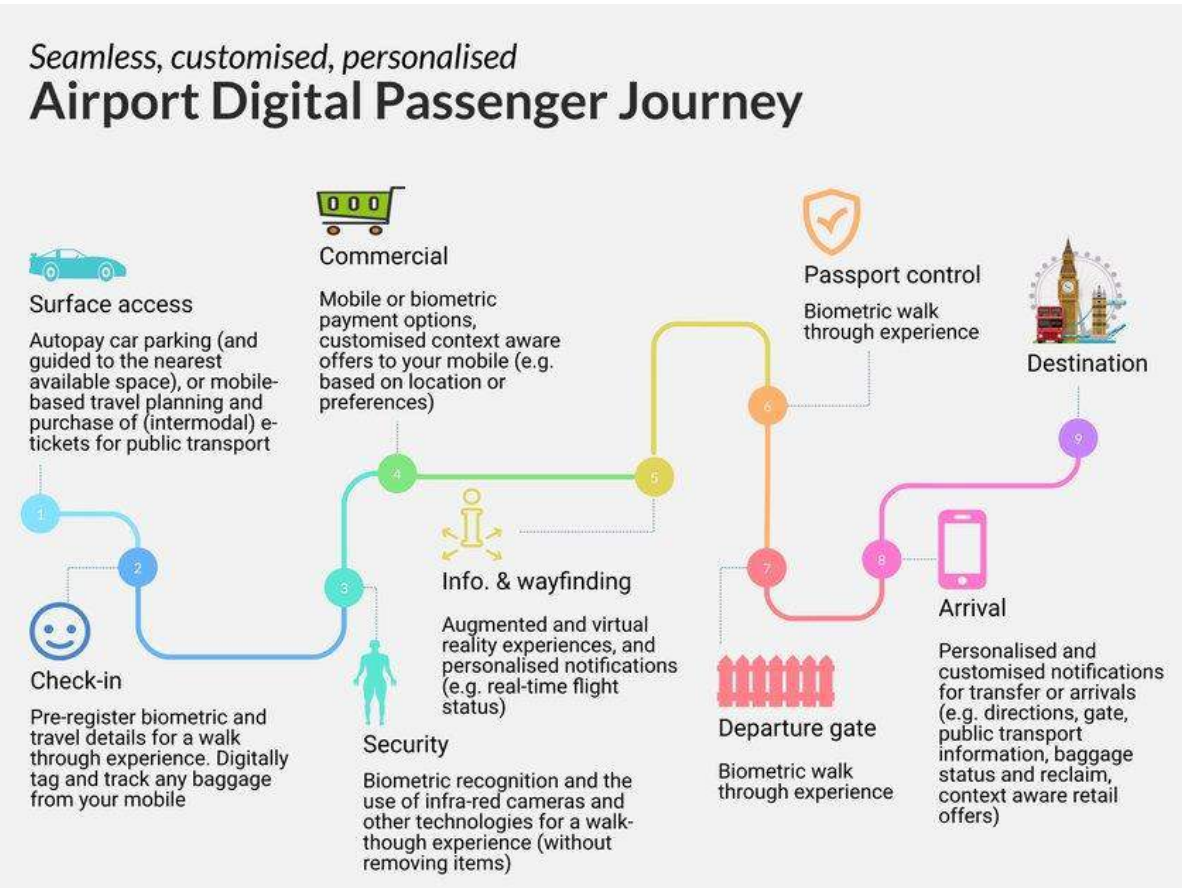 Seamless, customised, personalised
Airport Digital Passenger Journey
Surface access
Autopay car parking (and
guided to the nearest
available space), or mobile-
based travel planning and
purchase of (intermodal) e-
tickets for public transport
1
2
Check-in
Pre-register biometric and
travel details for a walk
through experience. Digitally
tag and track any baggage
from your mobile
3
Security
Biometric recognition and the
use of infra-red cameras and
other technologies for a walk-
though experience (without
removing items)
Commercial
Mobile or biometric
payment options,
customised context aware
offers to your mobile (e.g.
based on location or
preferences)
4
5
Info. & wayfinding
Augmented and virtual
reality experiences, and
personalised notifications
(e.g. real-time flight
status)
Passport control
Biometric walk
through experience
6
7
Departure gate
Biometric walk
through experience
8
Arrival
Personalised and
customised notifications
for transfer or arrivals
(e.g. directions, gate,
public transport
information, baggage
status and reclaim,
context aware retail
offers)
Destination
9